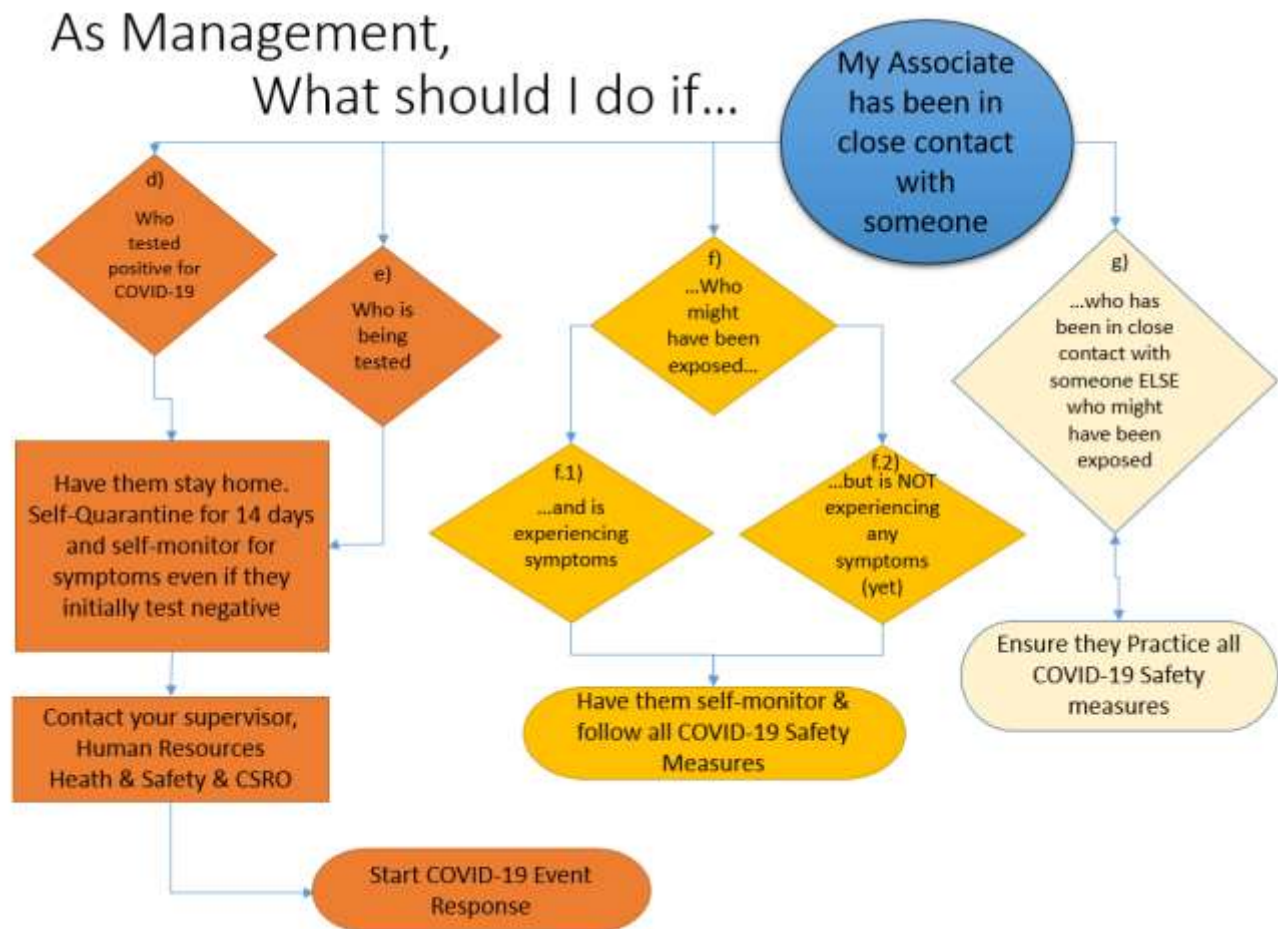 As Management,
What should I do if...
My Associate
has been in
close contact
with
someone
d)
Who
tested
positive for
COVID-19
e)
Who is
being
tested
f)
...Who
might
have been
exposed...
g)
...who has
been in close
contact with
someone ELSE
who might
have been
exposed
Have them stay home.
Self-Quarantine for 14 days
and self-monitor for
symptoms even if they
initially test negative
f.1)
...and is
experiencing
symptoms
f.2)
...but is NOT
experiencing
any
symptoms
(yet)
Ensure they Practice all
COVID-19 Safety
measures
Contact your supervisor,
Human Resources
Heath & Safety & CSRO
Have them self-monitor &
follow all COVID-19 Safety
Measures
Start COVID-19 Event
Response